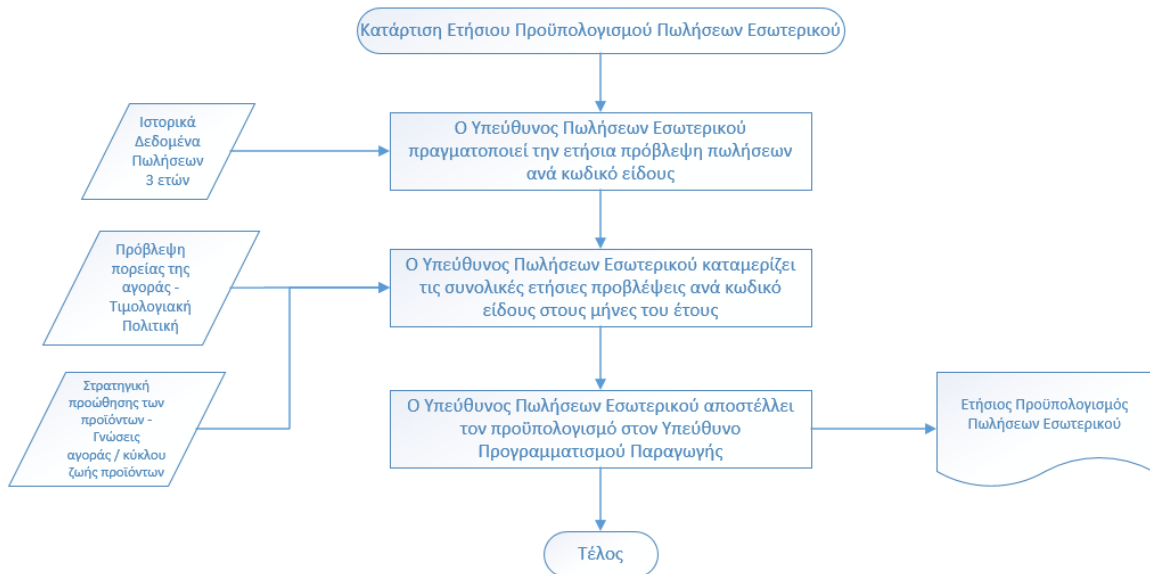 Κατάρτιση Ετήσιου Προϋπολογισμού Πωλήσεων Εσωτερικού
Ιστορικά
Δεδομένα
Πωλήσεων
3 ετών
Ο Υπεύθυνος Πωλήσεων Εσωτερικού
πραγματοποιεί την ετήσια πρόβλεψη πωλήσεων
ανά κωδικό είδους
Πρόβλεψη
πορείας της
αγοράς -
Τιμολογιακή
Πολιτική
Ο Υπεύθυνος Πωλήσεων Εσωτερικού καταμερίζει
τις συνολικές ετήσιες προβλέψεις ανά κωδικό
είδους στους μήνες του έτους
Στρατηγική
προώθησης των
προϊόντων -
Γνώσεις
αγοράς / κύκλου
ζωής προϊόντων
Ο Υπεύθυνος Πωλήσεων Εσωτερικού αποστέλλει
τον προϋπολογισμό στον Υπεύθυνο
Προγραμματισμού Παραγωγής
Ετήσιος Προϋπολογισμός
Πωλήσεων Εσωτερικού
Τέλος